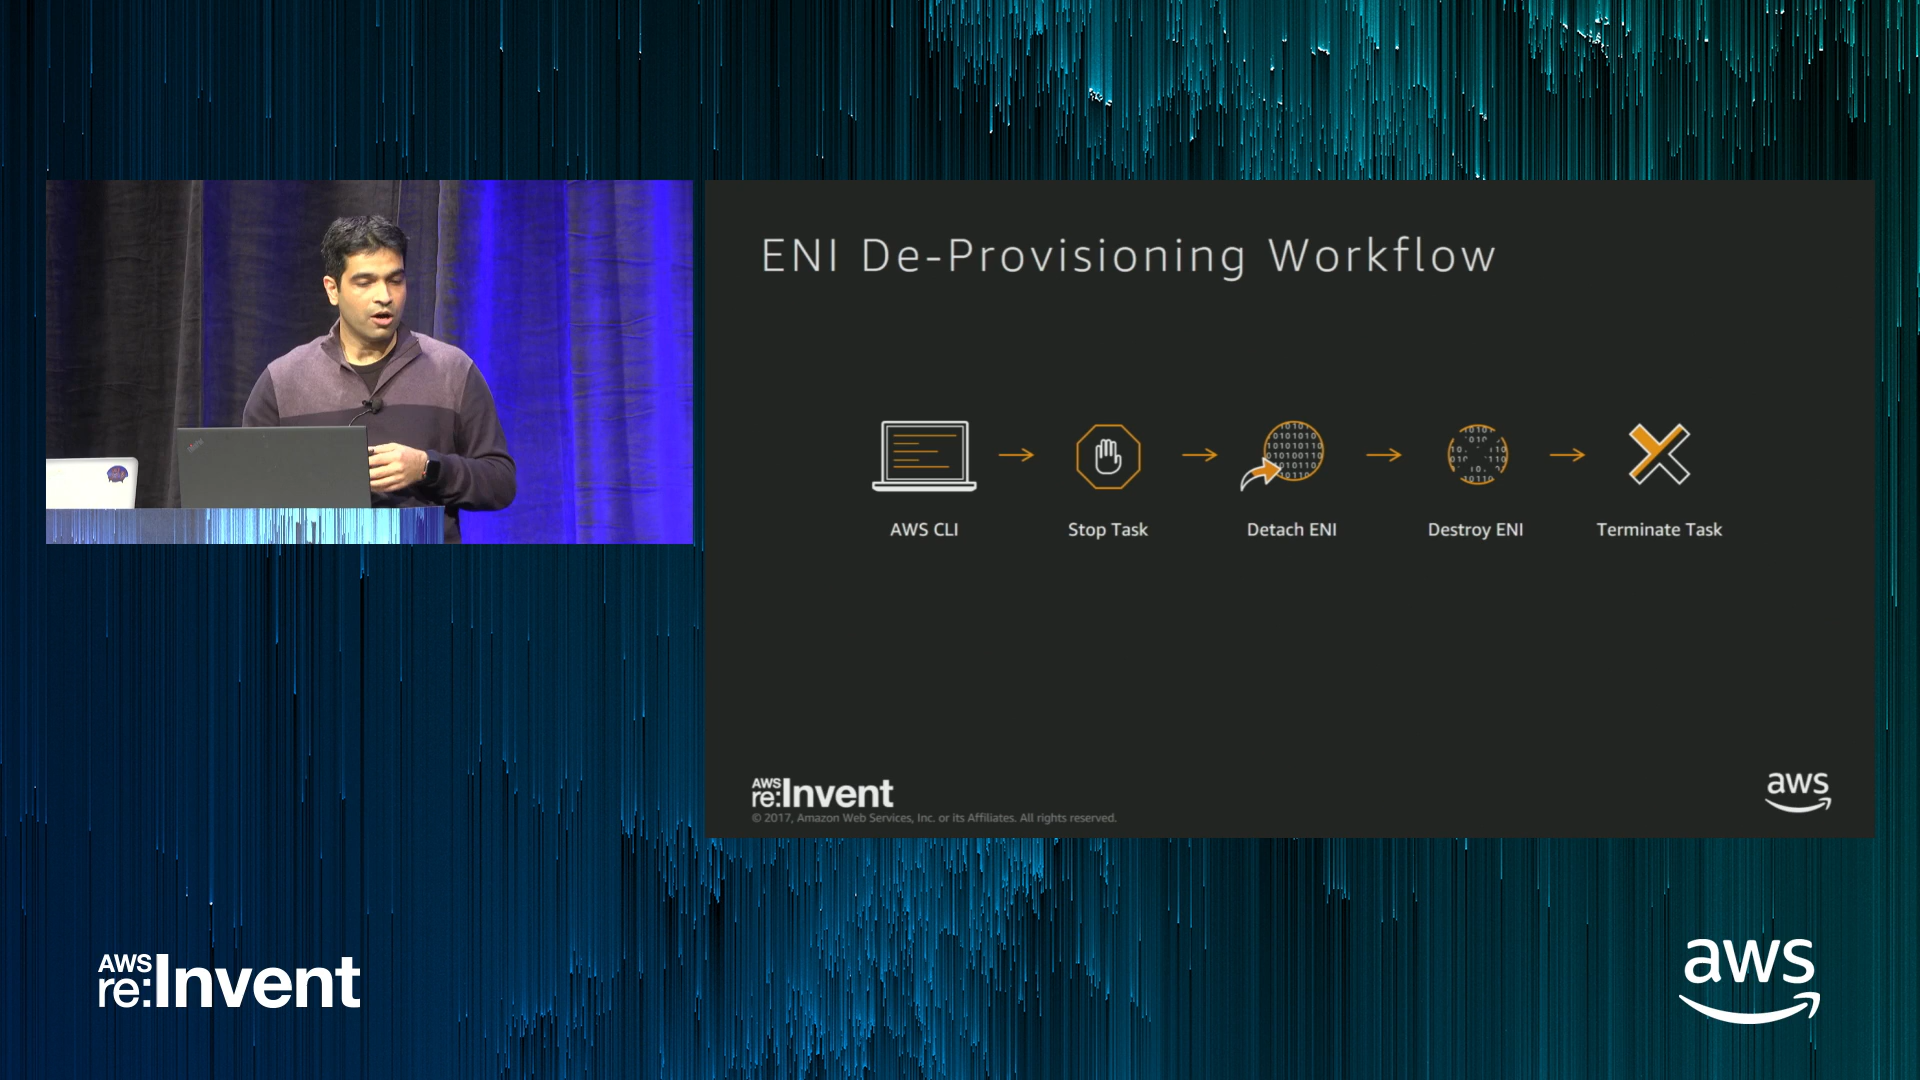 ENI De-Provisioning Workflow
AWS CLI
Stop Task
Detach ENI
Destroy ENI
Terminate Task
AWS
re:Invent
© 2017, Amazon Web Services, Inc. or its Affiliates. All rights reserved.
aws
AWS
re:Invent
aws